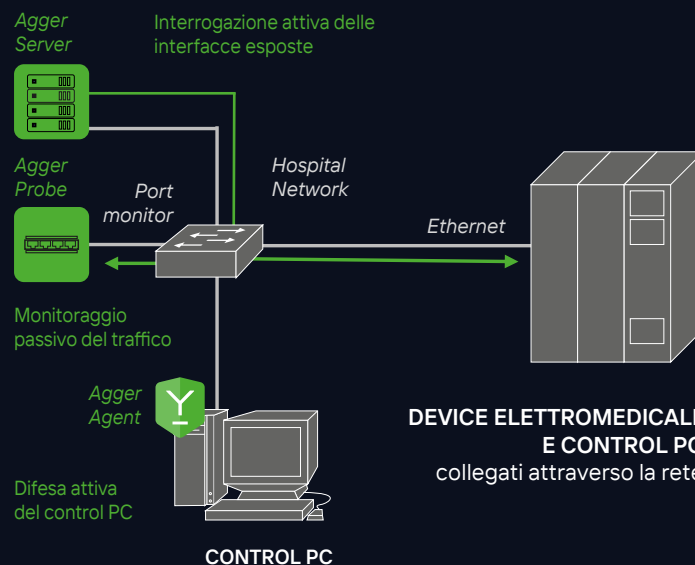 Agger
Server
Interrogazione attiva delle
interfacce esposte
Agger
Probe
Port
monitor
Hospital
Network
Ethernet
Monitoraggio
passivo del traffico
Agger
Agent
Difesa attiva
del control PC
CONTROL PC
DEVICE ELETTROMEDICALE
E CONTROL PC
collegati attraverso la rete